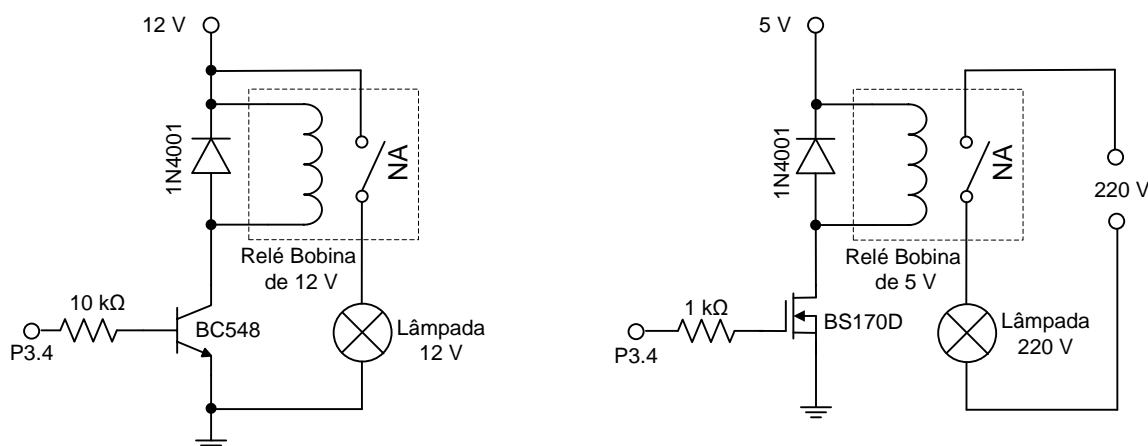 12 V
1N4001
NA
Relé Bobina
de 12 V
10 kΩ
P3.4
BC548
Lâmpada
12 V
5 V
1N4001
NA
220 V
Relé Bobina
de 5 V
1 kΩ
P3.4
BS170D
Lâmpada
220 V